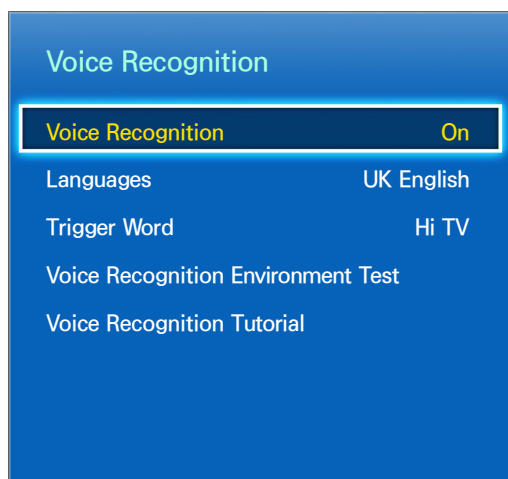 Voice Recognition
Voice Recognition On
Languages UK English
Trigger Word Hi TV
Voice Recognition Environment Test
Voice Recognition Tutorial